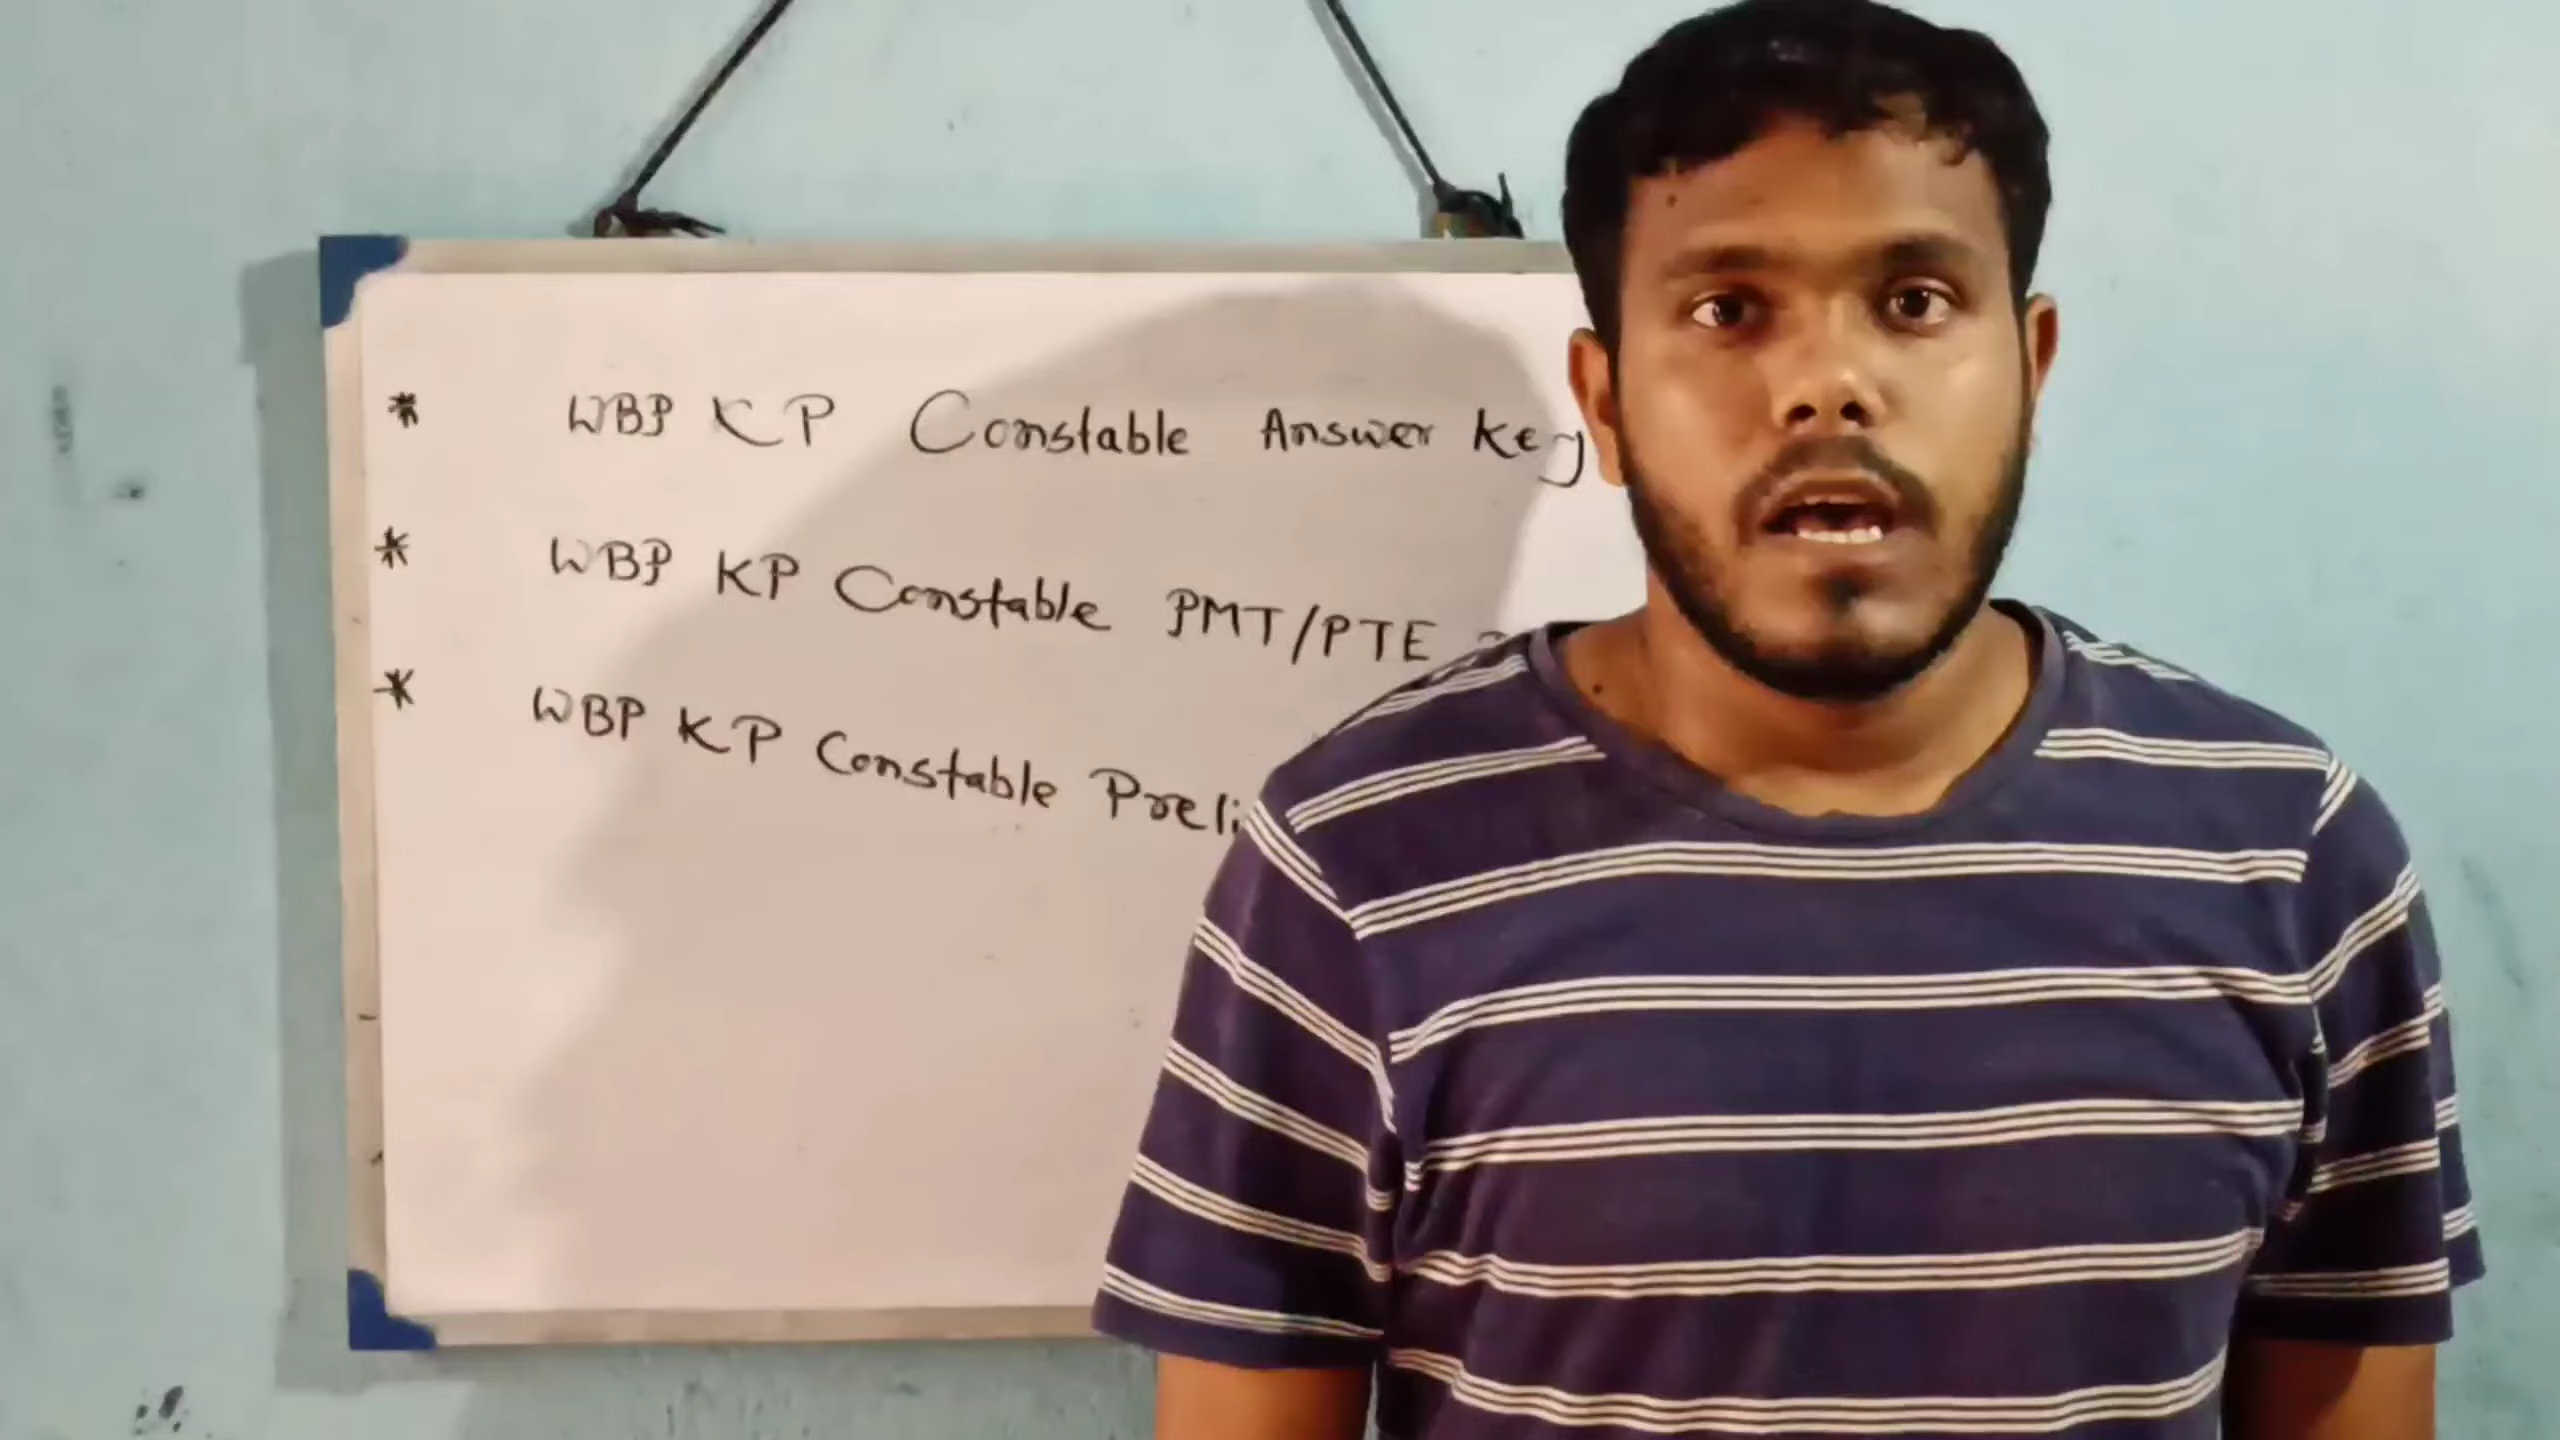 * WBP KP Constable Answer Key
* WBP KP Constable PMT/PTE
* WBP KP Constable Preli